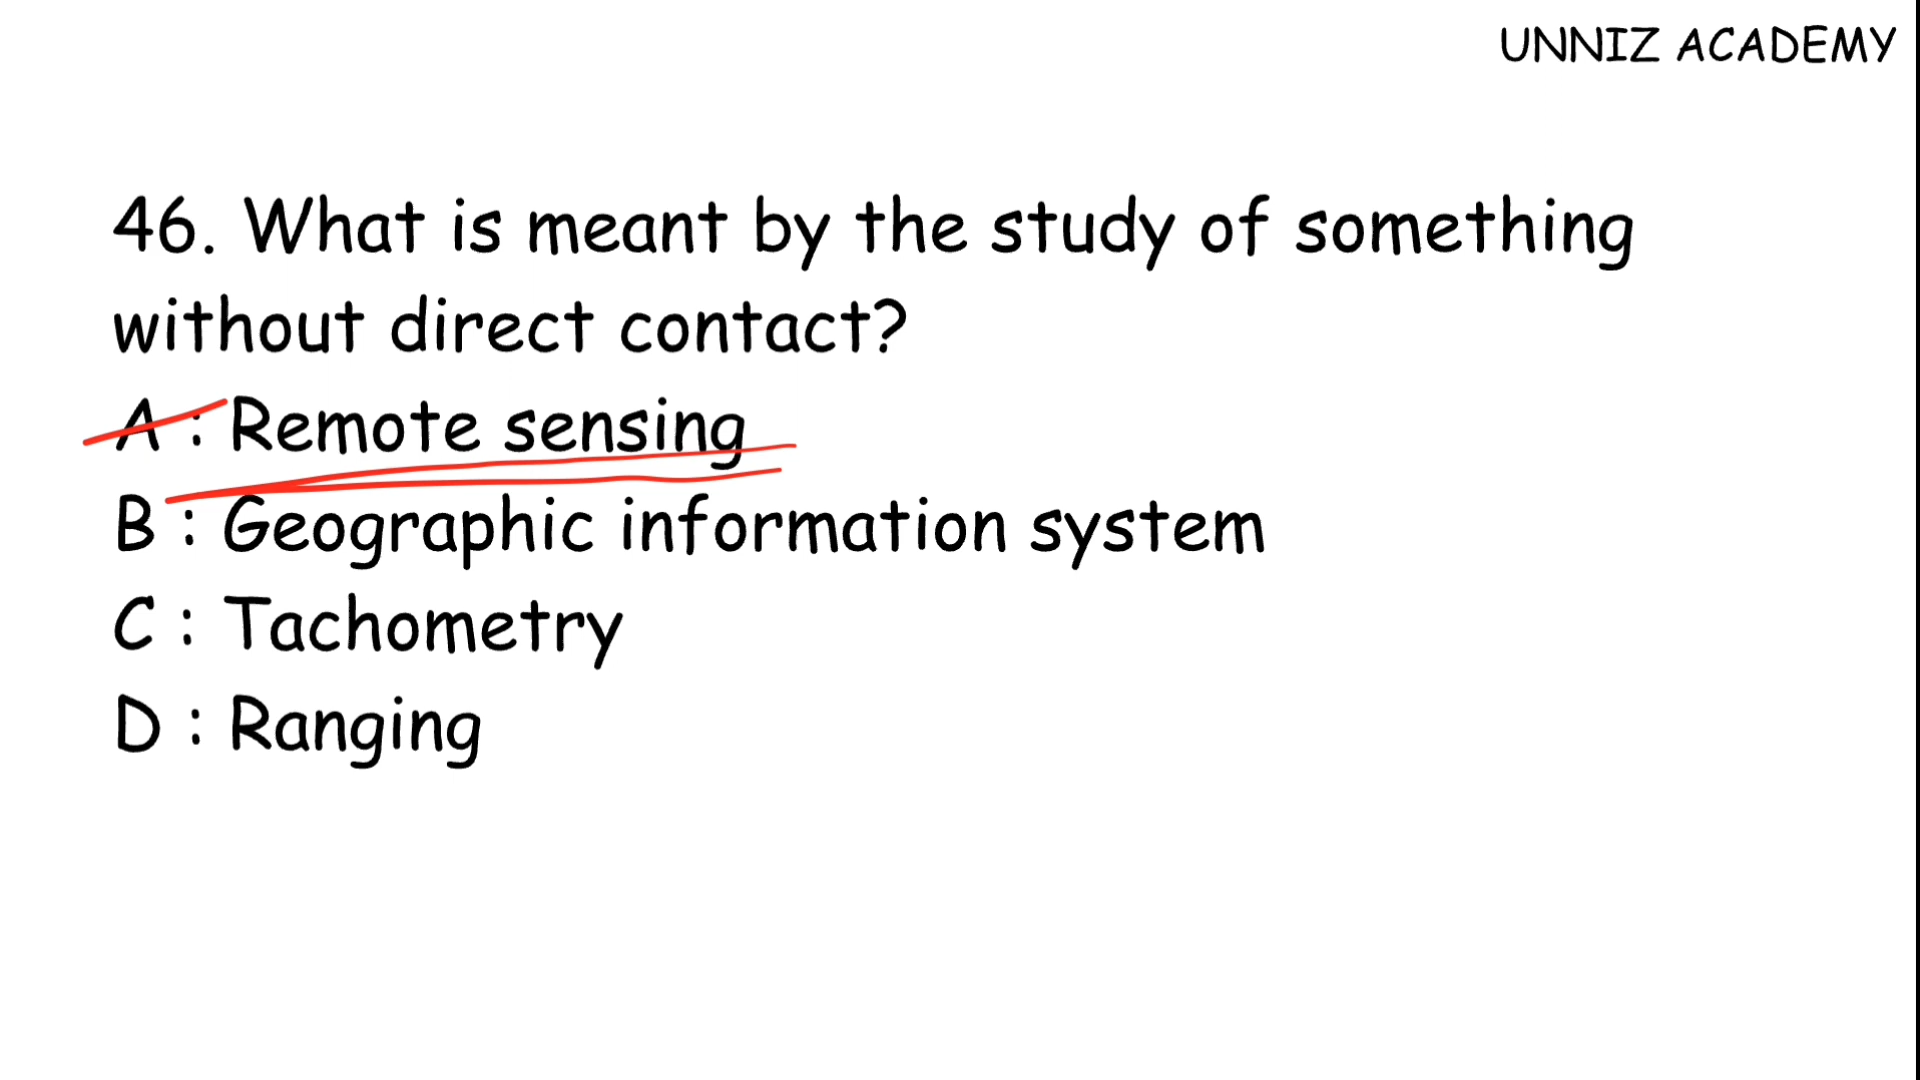 UNNIZ ACADEMY
46. What is meant by the study of something
without direct contact?
A : Remote sensing
B : Geographic information system
C : Tachometry
D : Ranging